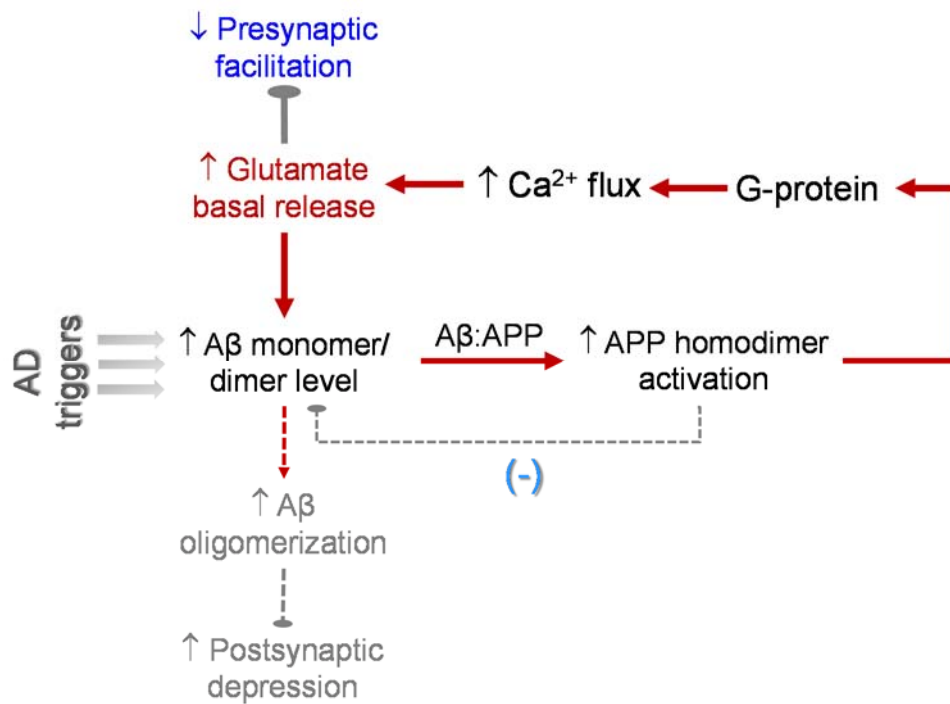 ↓ Presynaptic
facilitation
↑ Glutamate
basal release
↑ Ca²⁺ flux
G-protein
AD
triggers
↑ Aβ monomer/
dimer level
Aβ:APP
↑ APP homodimer
activation
(-)
↑ Aβ
oligomerization
↑ Postsynaptic
depression